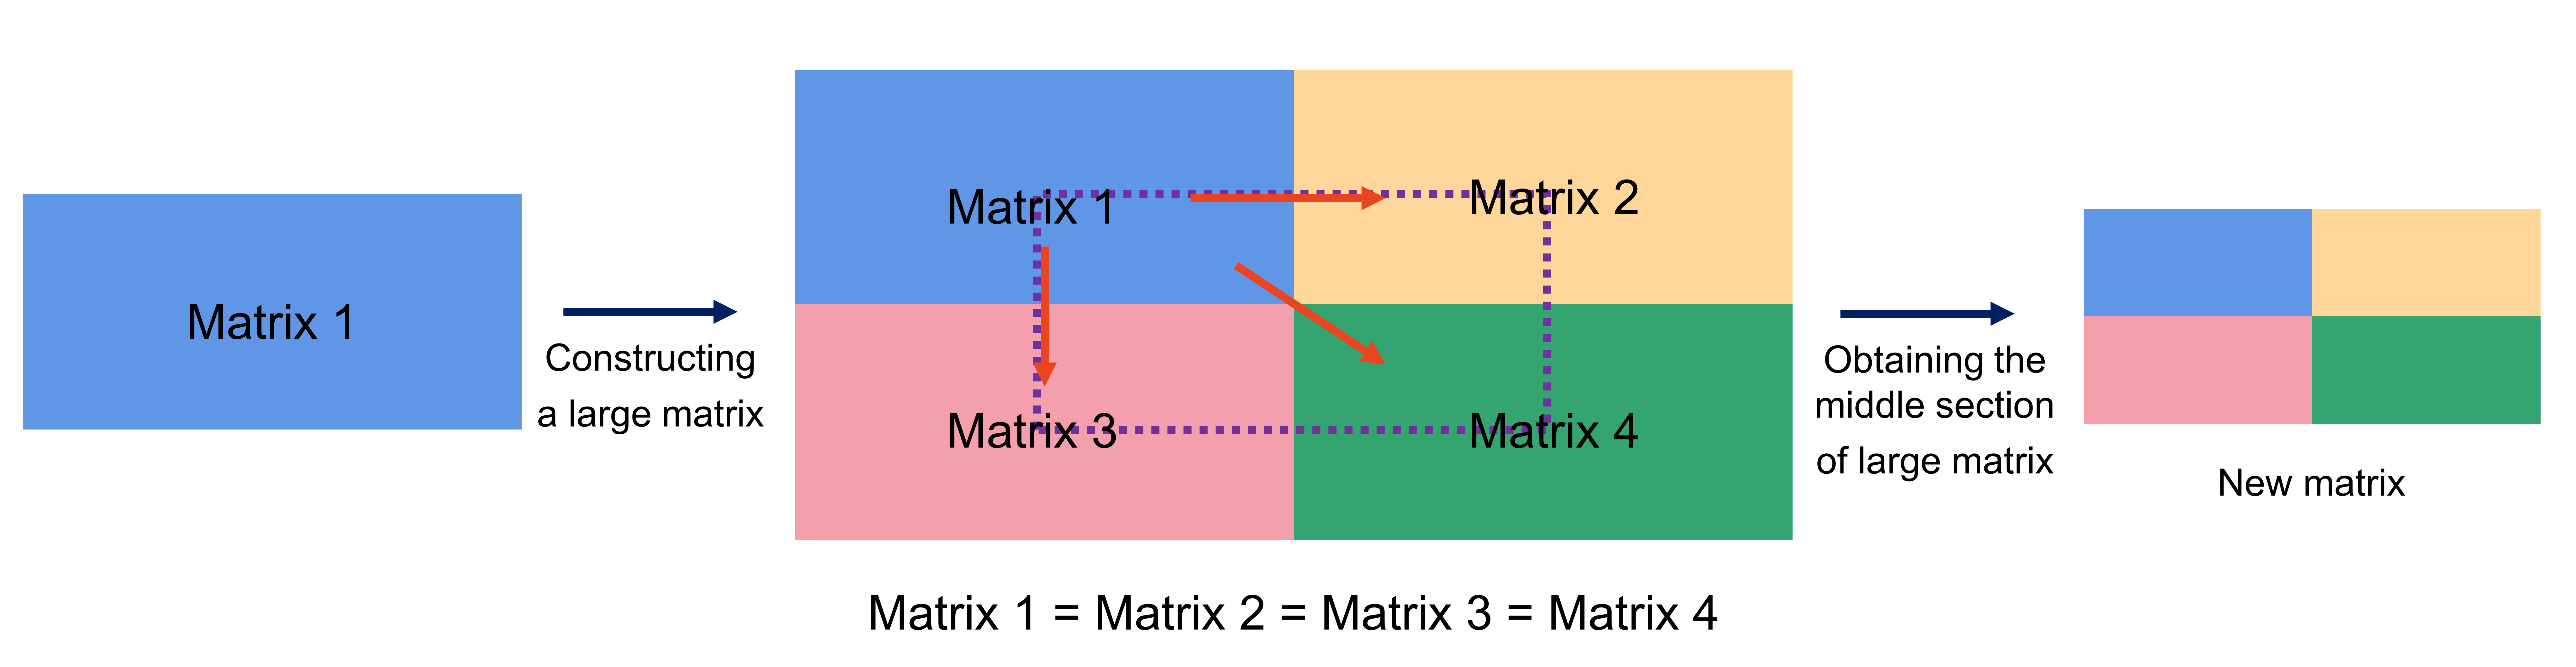 Matrix 1
Constructing
a large matrix
Matrix 1
Matrix 2
Matrix 3
Matrix 4
Matrix 1 = Matrix 2 = Matrix 3 = Matrix 4
Obtaining the
middle section
of large matrix
New matrix